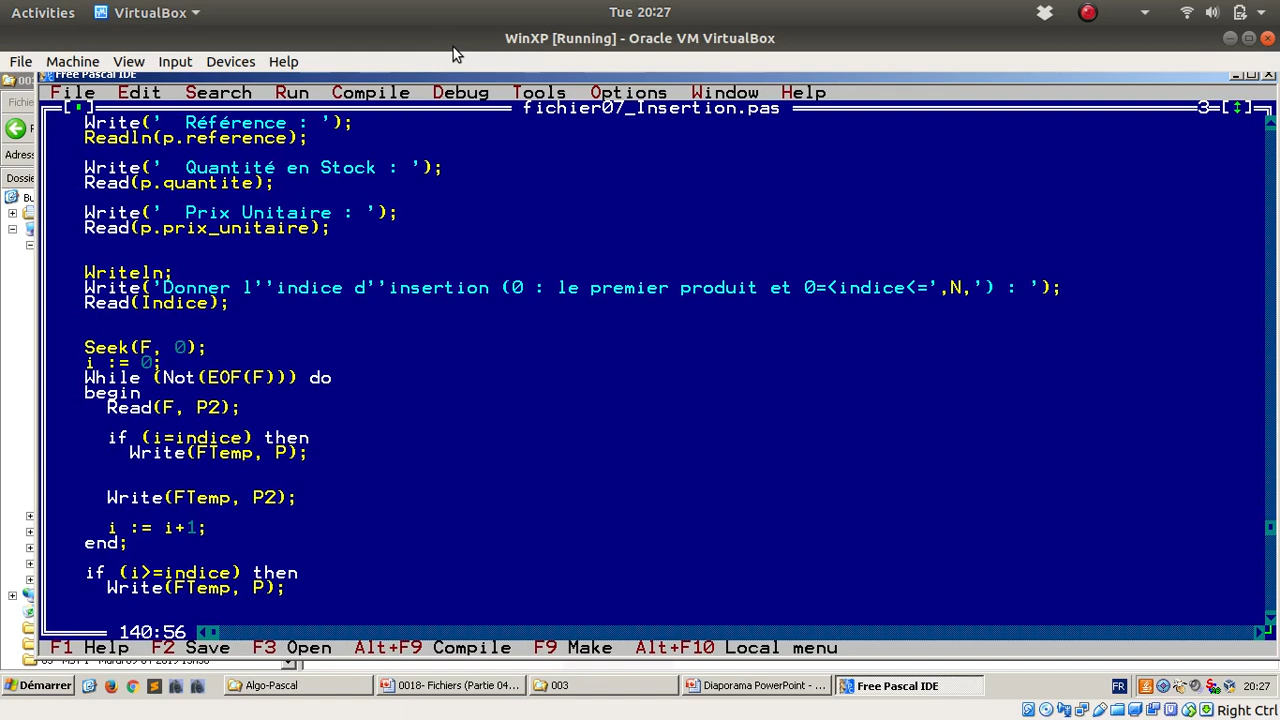 Activities VirtualBox Tue 20:27
WinXP [Running] - Oracle VM VirtualBox
File Machine View Input Devices Help
Free Pascal IDE
File Edit Search Run Compile Debug Tools Options Window Help
fichier07_Insertion.pas 3
Write('  Référence : ');
Readln(p.reference);
Write('  Quantité en Stock : ');
Read(p.quantite);
Write('  Prix Unitaire : ');
Read(p.prix_unitaire);
Writeln;
Write('Donner l''indice d''insertion (0 : le premier produit et 0=<indice<=',N,') : ');
Read(Indice);
Seek(F, 0);
i := 0;
While (Not(EOF(F))) do
begin
Read(F, P2);
if (i=indice) then
Write(FTemp, P);
Write(FTemp, P2);
i := i+1;
end;
if (i>=indice) then
Write(FTemp, P);
140:56
F1 Help F2 Save F3 Open Alt+F9 Compile F9 Make Alt+F10 Local menu
Démarrer Algo-Pascal 0018- Fichiers (Partie 04... 003 Diaporama PowerPoint - ... Free Pascal IDE FR 20:27
Right Ctrl